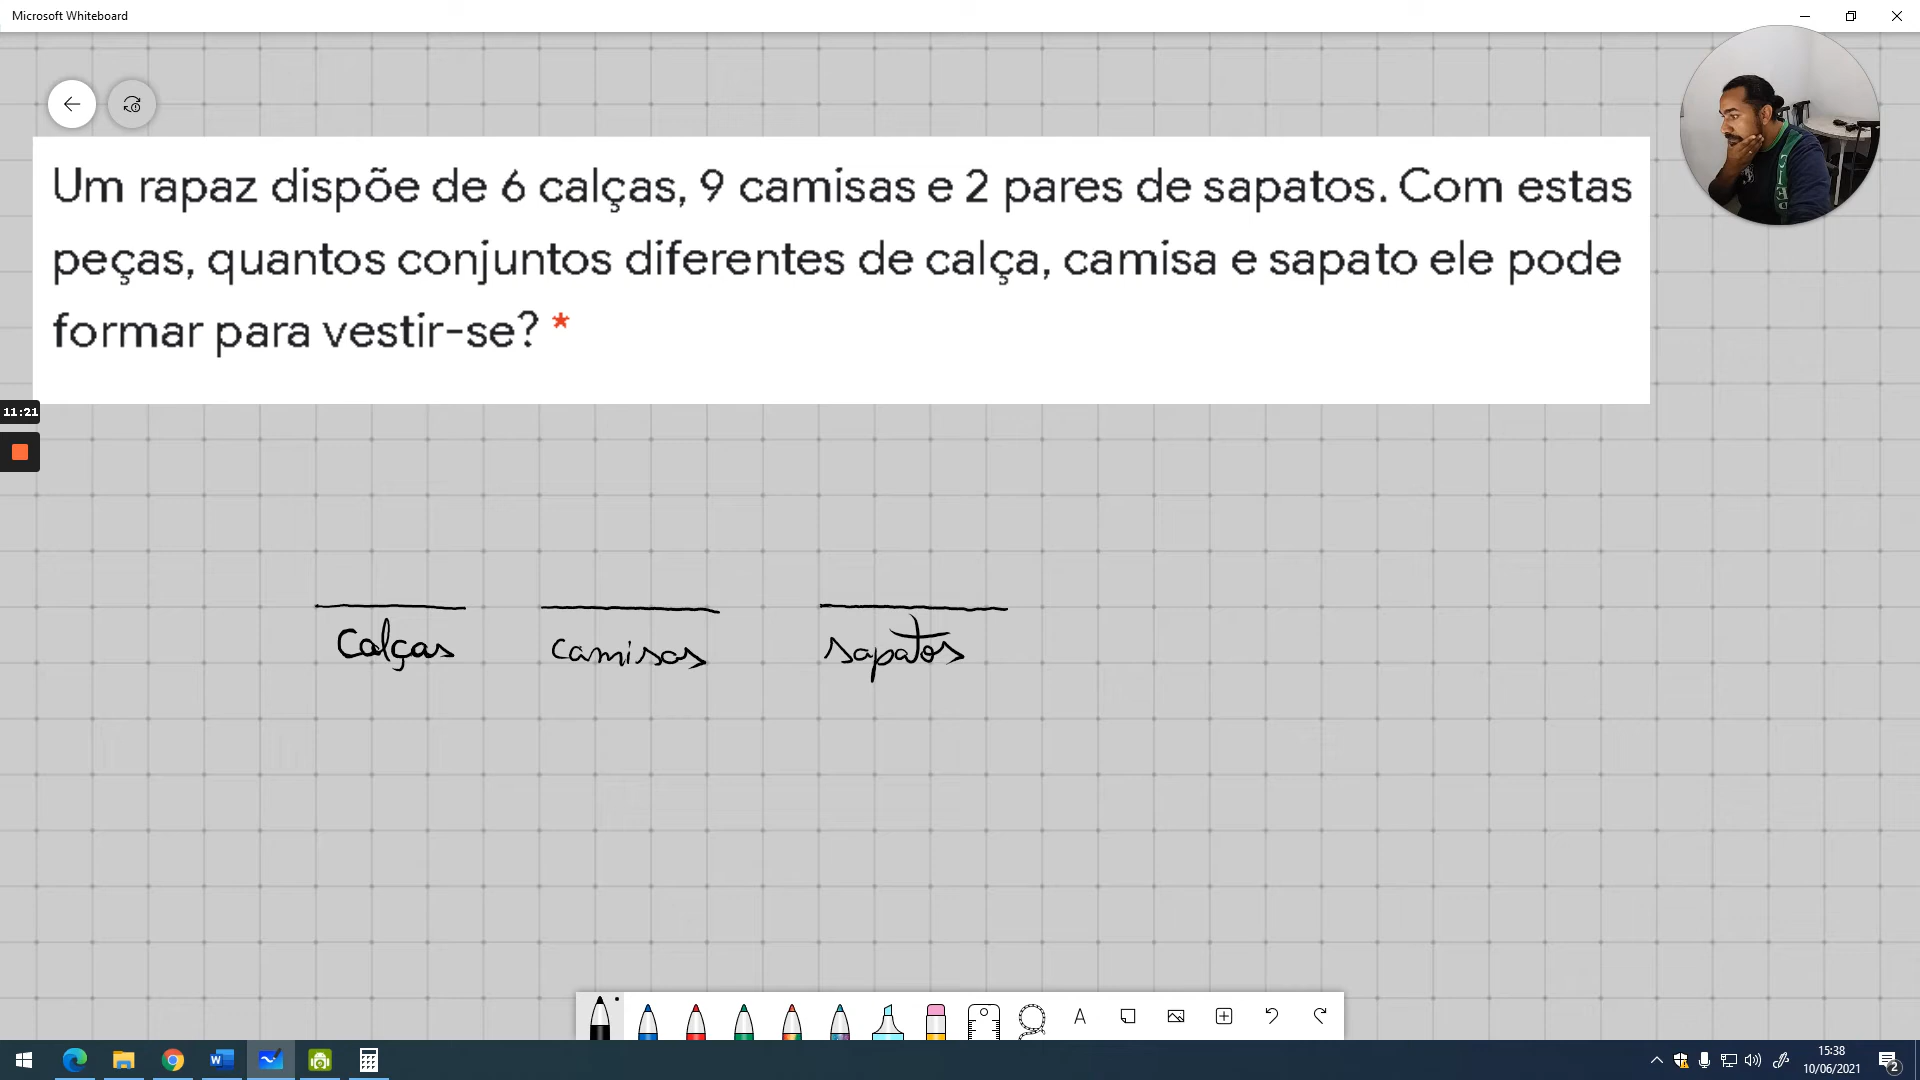 Microsoft Whiteboard
Um rapaz dispõe de 6 calças, 9 camisas e 2 pares de sapatos. Com estas
peças, quantos conjuntos diferentes de calça, camisa e sapato ele pode
formar para vestir-se? *
11:21
calças camisas sapatos
A
15:38
10/06/2021
2